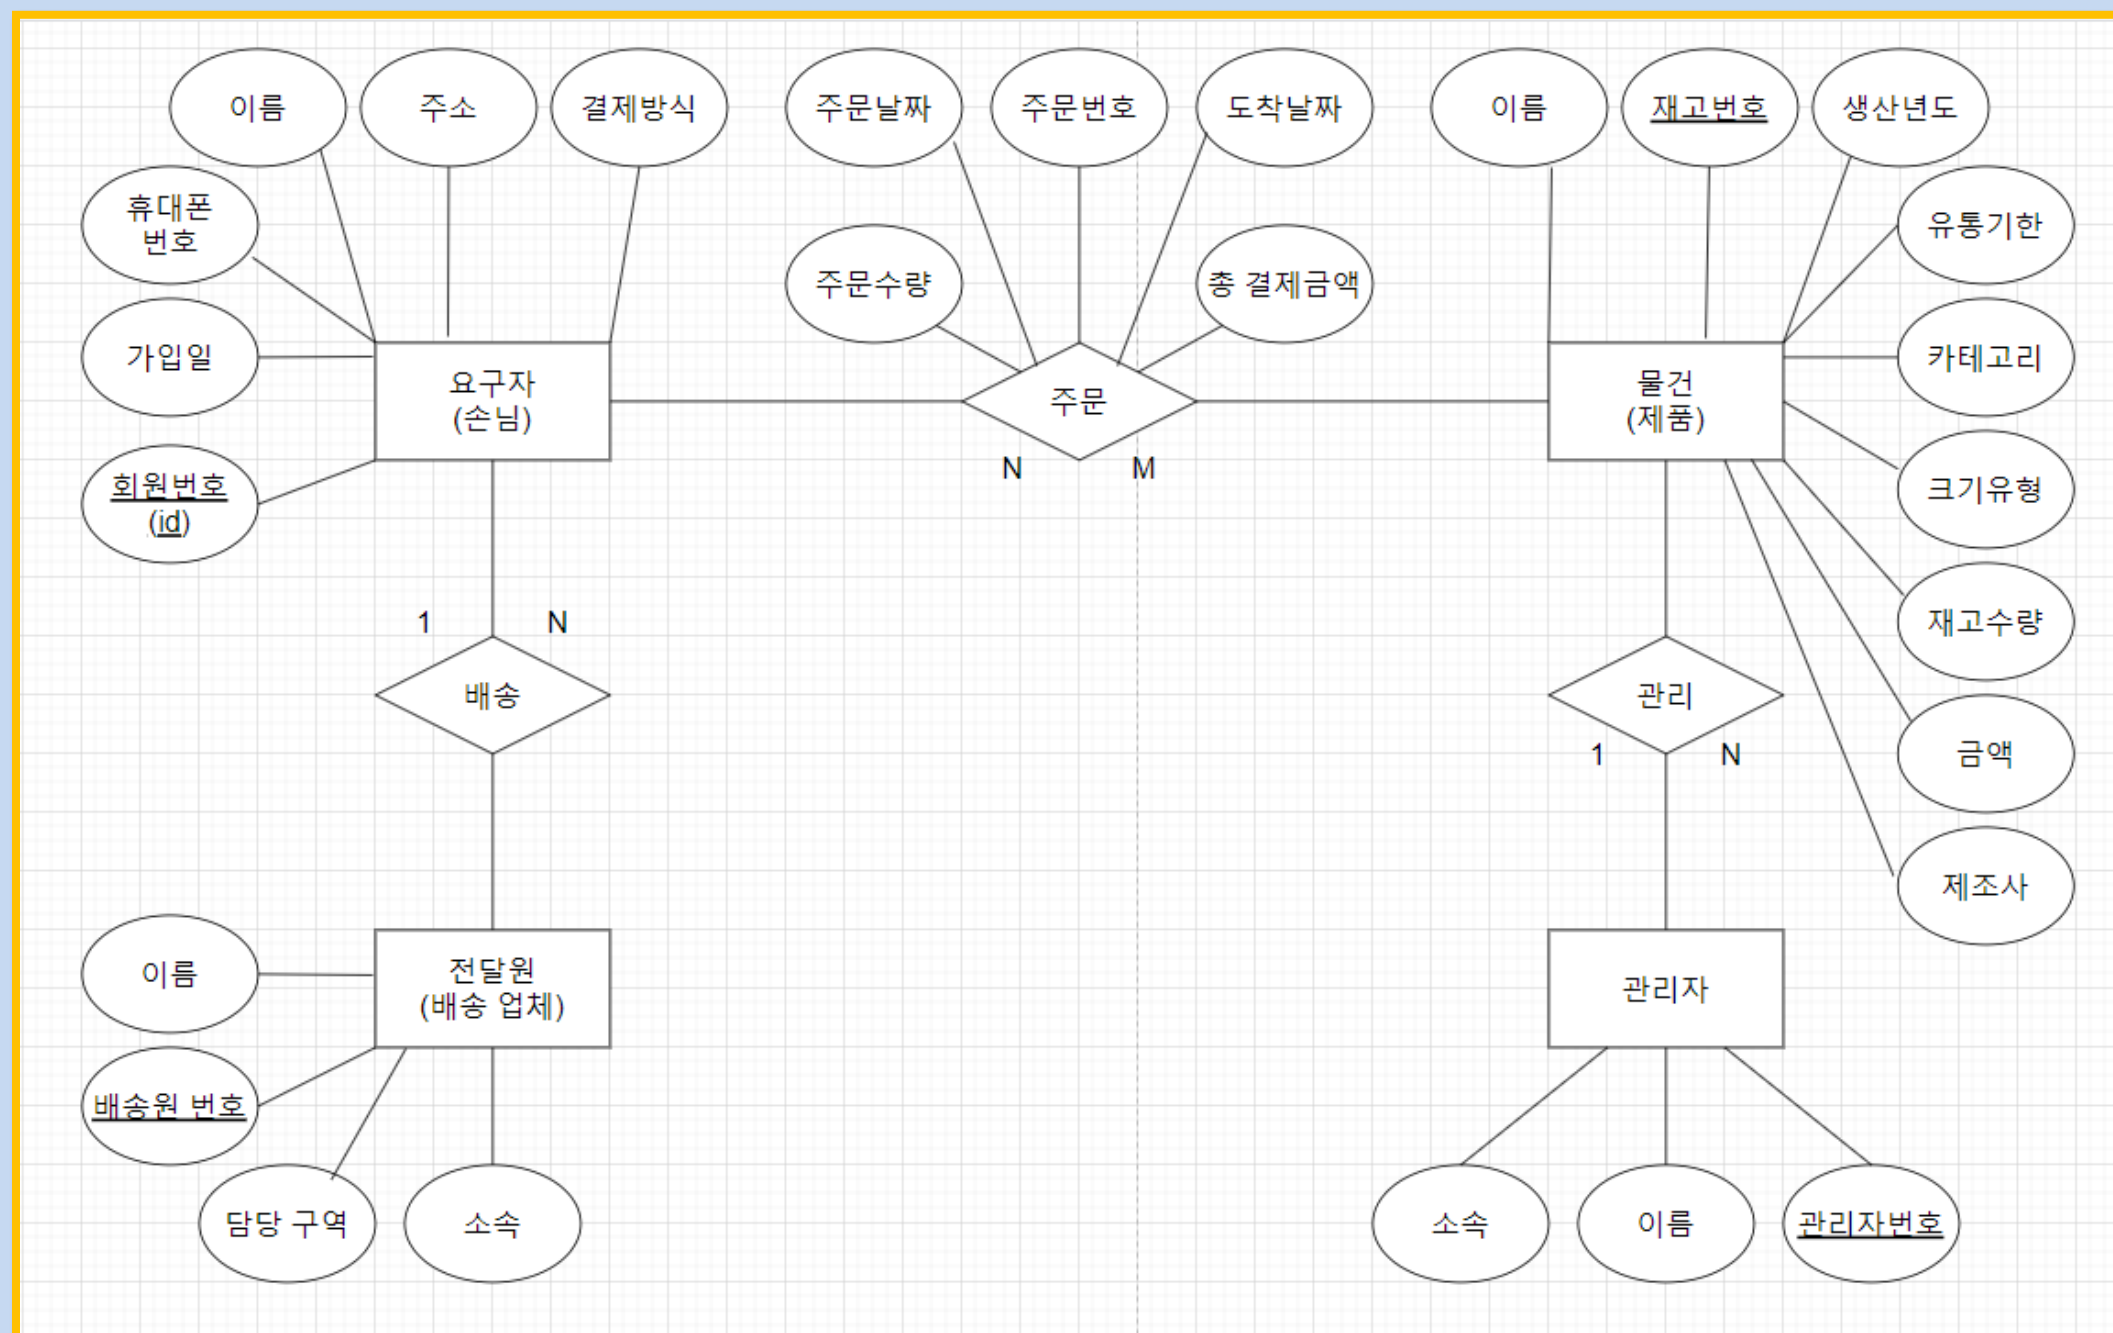 이름
주소
결제방식
주문날짜
주문번호
도착날짜
이름
재고번호
생산년도
휴대폰
번호
유통기한
주문수량
총 결제금액
가입일
카테고리
요구자
(손님)
주문
물건
(제품)
N
M
회원번호
(id)
크기유형
1
N
재고수량
배송
관리
1
N
금액
제조사
이름
전달원
(배송 업체)
관리자
배송원 번호
담당 구역
소속
소속
이름
관리자번호